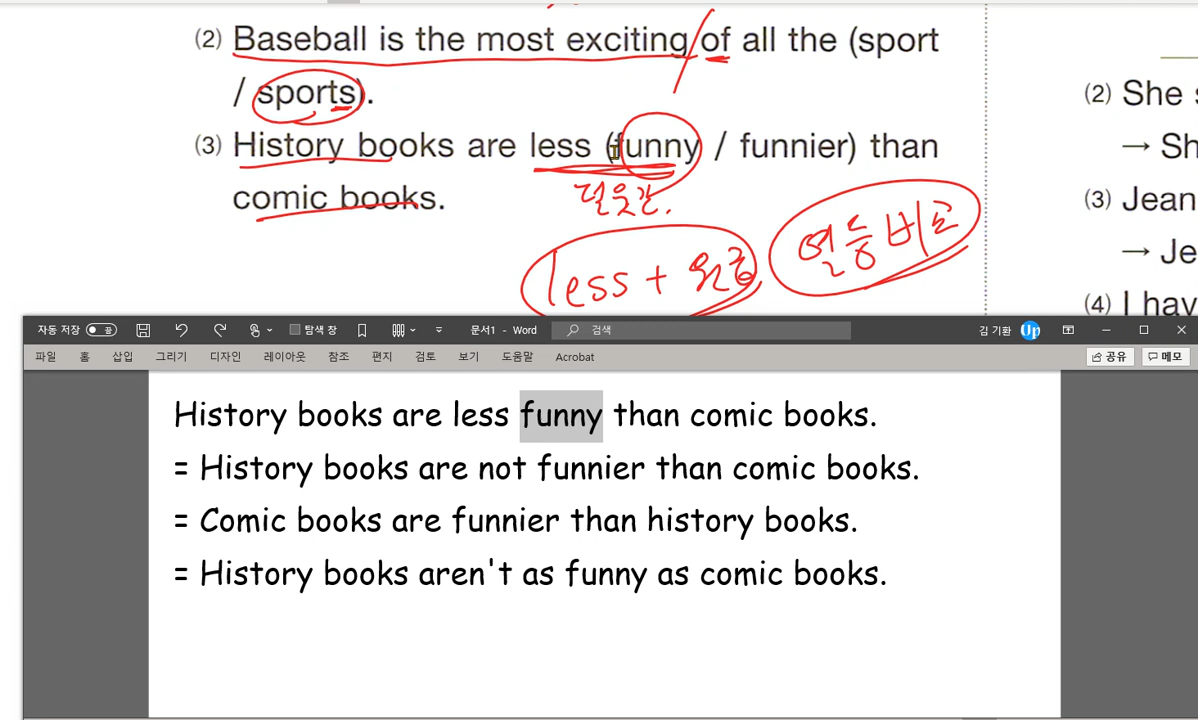 (2) Baseball is the most exciting of all the (sport
/ sports).
(3) History books are less (funny / funnier) than
comic books.
덜 웃긴.
less + 원급
열등비교
(2) She
→ Sh
(3) Jean
→ Je
(4) I hav
자동 저장 끔 탐색 창 문서1 - Word 검색 김 기환 Up
파일 홈 삽입 그리기 디자인 레이아웃 참조 편지 검토 보기 도움말 Acrobat 공유 메모
History books are less funny than comic books.
= History books are not funnier than comic books.
= Comic books are funnier than history books.
= History books aren't as funny as comic books.